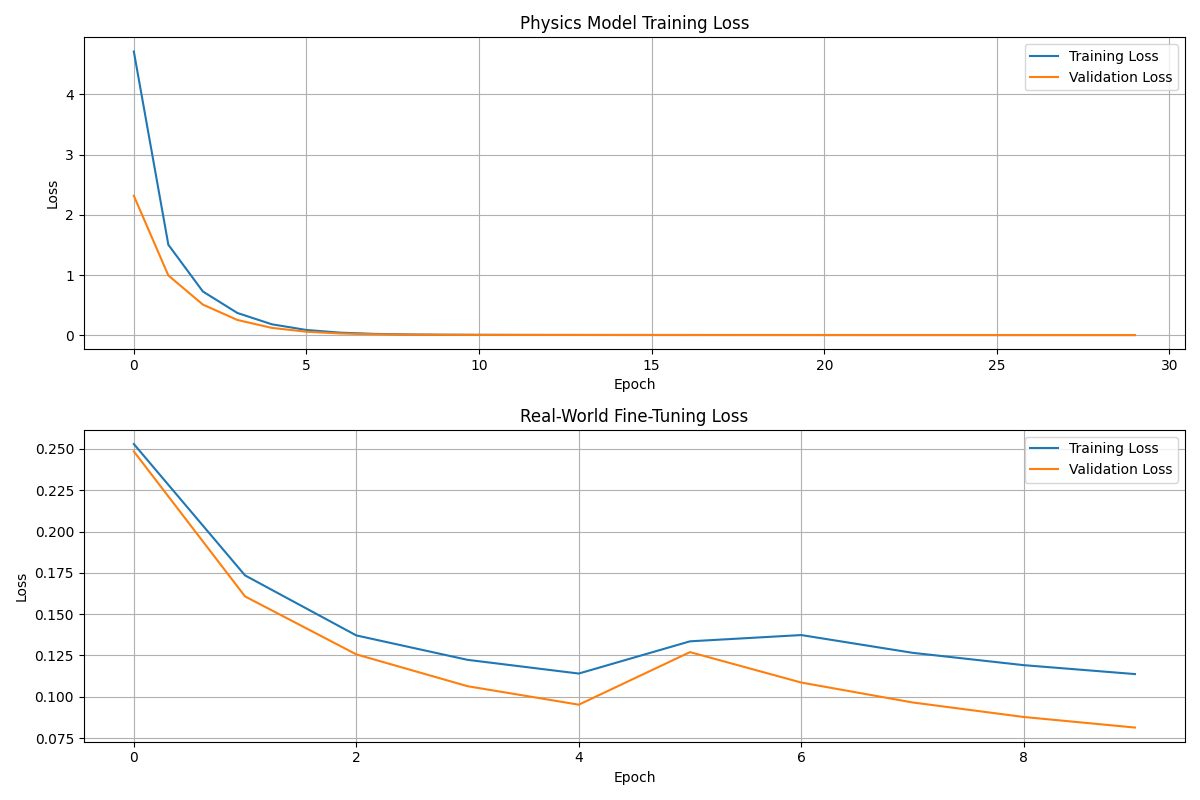 Physics Model Training Loss
Training Loss
Validation Loss
4
3
2
1
0
Loss
0 5 10 15 20 25 30
Epoch
Real-World Fine-Tuning Loss
Training Loss
Validation Loss
0.250
0.225
0.200
0.175
0.150
0.125
0.100
0.075
Loss
0 2 4 6 8
Epoch